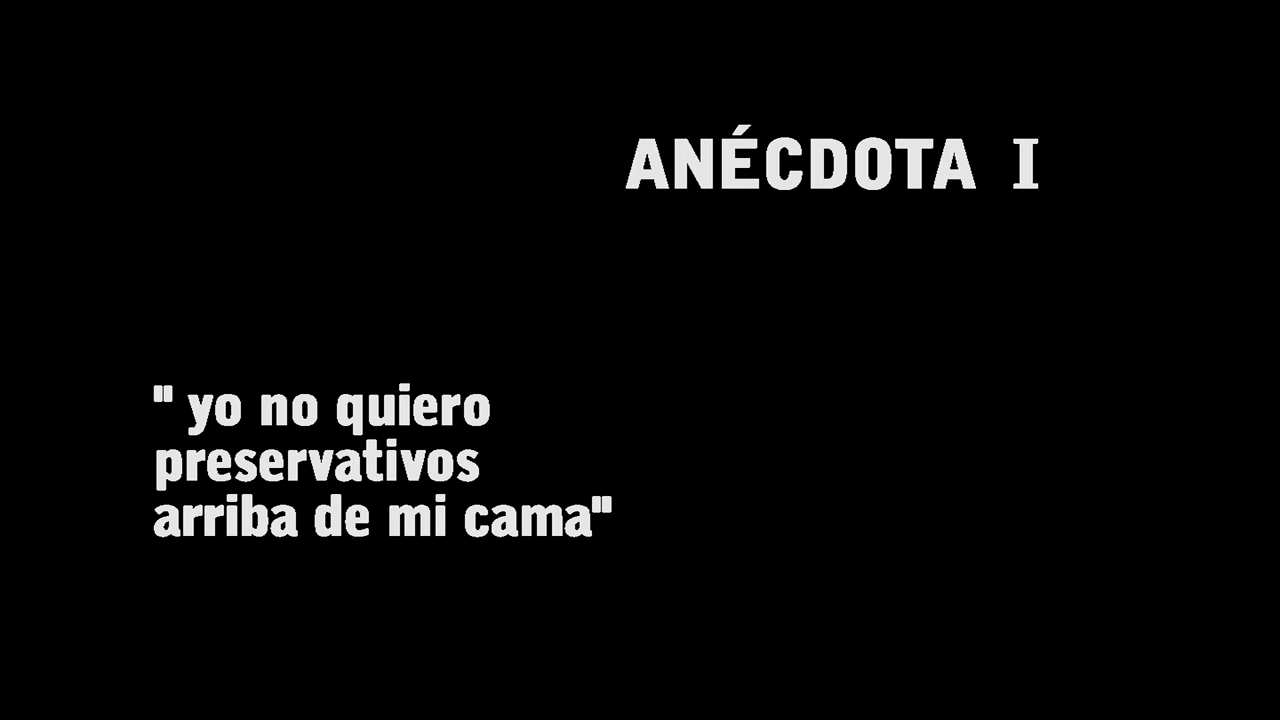 ANÉCDOTA I
" yo no quiero
preservativos
arriba de mi cama"